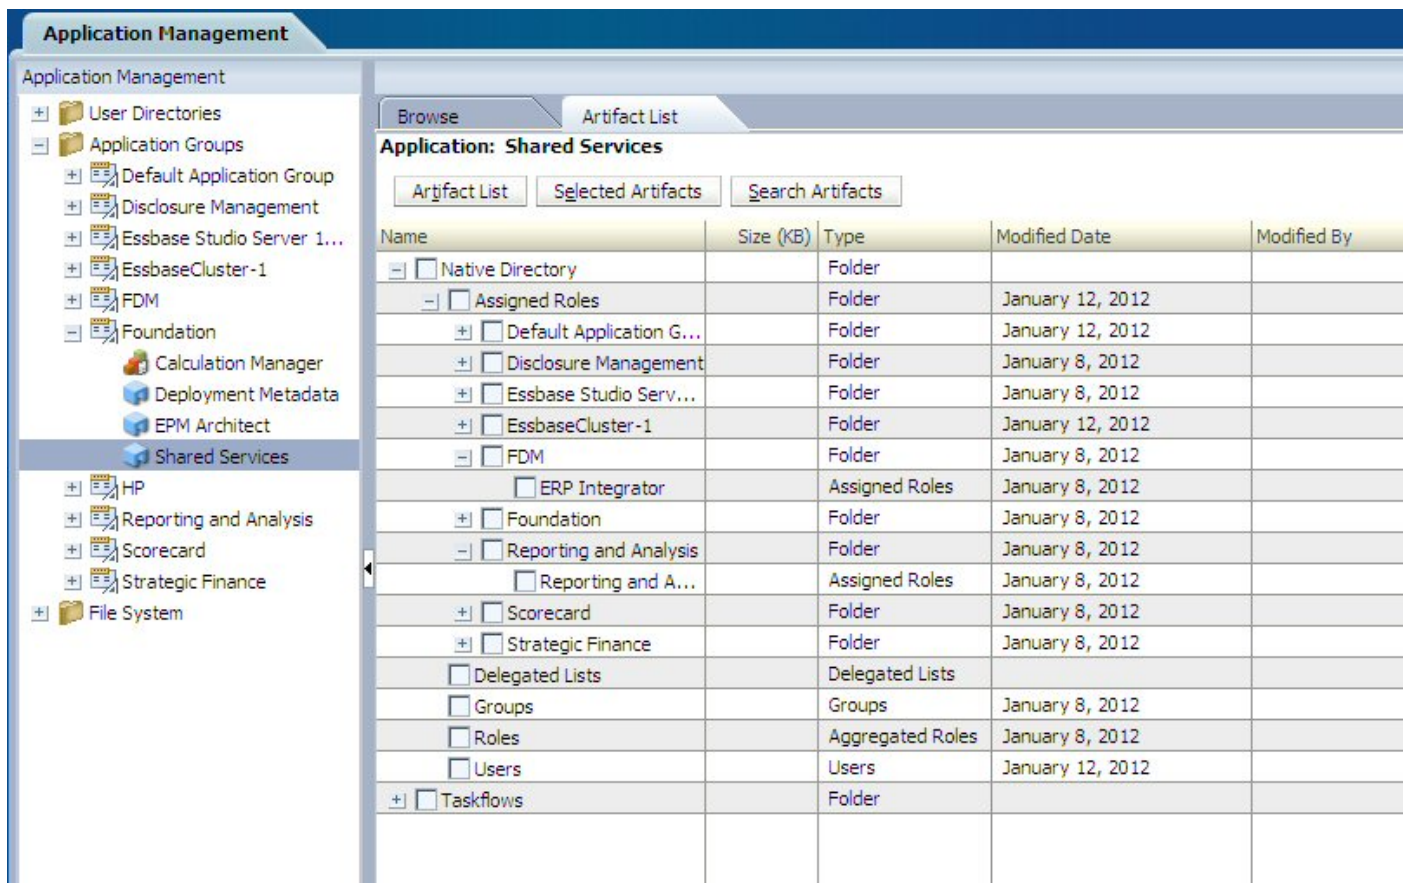 Application Management
Application Management
User Directories
Application Groups
Default Application Group
Disclosure Management
Essbase Studio Server 1...
EssbaseCluster-1
FDM
Foundation
Calculation Manager
Deployment Metadata
EPM Architect
Shared Services
HP
Reporting and Analysis
Scorecard
Strategic Finance
File System
Browse Artifact List
Application: Shared Services
Artifact List Selected Artifacts Search Artifacts
Name Size (KB) Type Modified Date Modified By
Native Directory Folder
Assigned Roles Folder January 12, 2012
Default Application G... Folder January 12, 2012
Disclosure Management Folder January 8, 2012
Essbase Studio Serv... Folder January 8, 2012
EssbaseCluster-1 Folder January 12, 2012
FDM Folder January 8, 2012
ERP Integrator Assigned Roles January 8, 2012
Foundation Folder January 8, 2012
Reporting and Analysis Folder January 8, 2012
Reporting and A... Assigned Roles January 8, 2012
Scorecard Folder January 8, 2012
Strategic Finance Folder January 8, 2012
Delegated Lists Delegated Lists
Groups Groups January 8, 2012
Roles Aggregated Roles January 8, 2012
Users Users January 12, 2012
Taskflows Folder